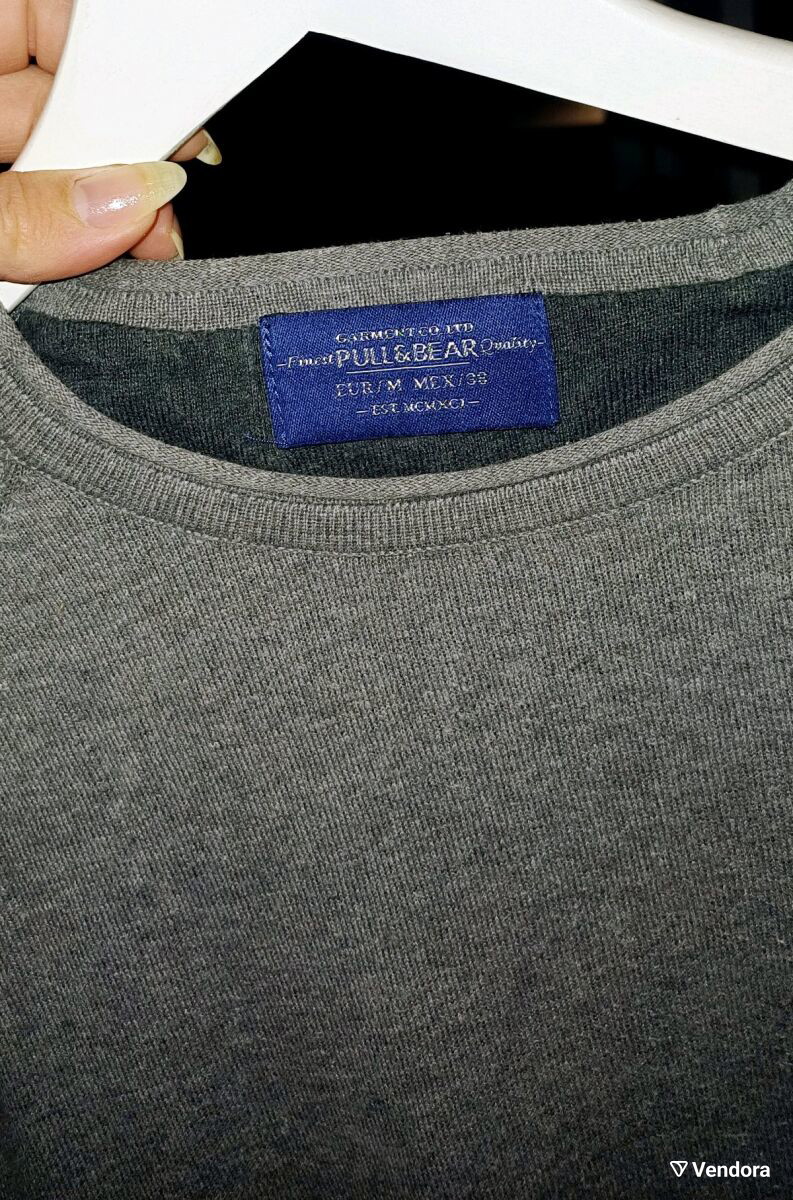 GARMENT CO LTD
-Finest PULL&BEAR Quality-
EUR/M MEX/38
-EST MCMXCI-
Vendora